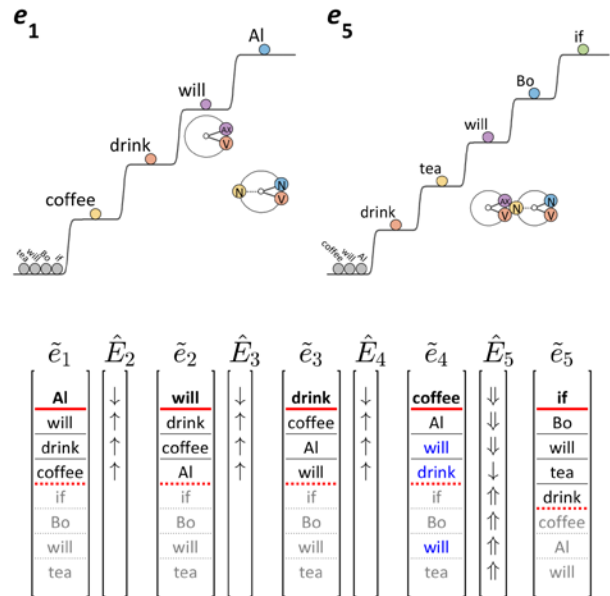 e1
e5
Al
will
drink
coffee
tea will Bo if
AX
V
N N
V
if
Bo
will
tea
drink
coffee will Al
AX N N
V V
ẽ1 Ê2 ẽ2 Ê3 ẽ3 Ê4 ẽ4 Ê5 ẽ5
Al ↓ will ↓ drink ↓ coffee ⇓ if
will ↑ drink ↑ coffee ↑ Al ⇓ Bo
drink ↑ coffee ↑ Al ↑ will ⇓ will
coffee ↑ Al ↑ will ↑ drink ↓ tea
if if if if ⇑ drink
Bo Bo Bo Bo ⇑ coffee
will will will will ⇑ Al
tea tea tea tea ⇑ will